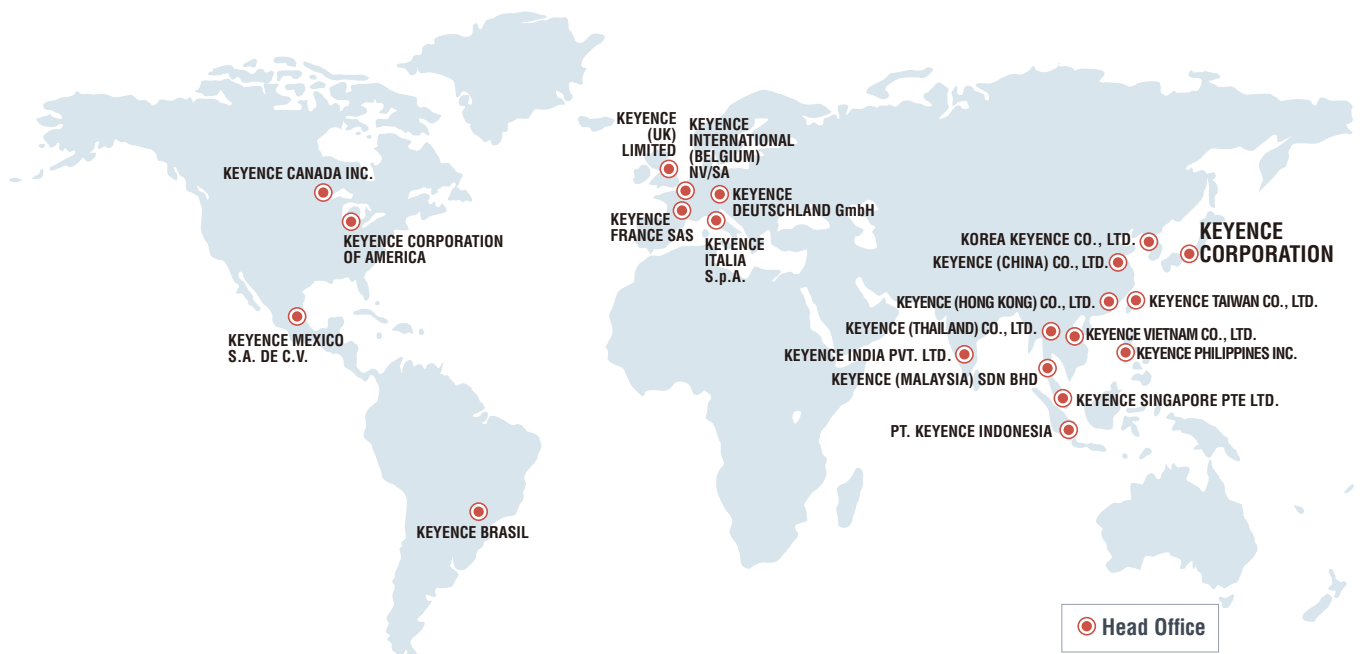 KEYENCE CANADA INC.
KEYENCE CORPORATION
OF AMERICA
KEYENCE MEXICO
S.A. DE C.V.
KEYENCE BRASIL
KEYENCE
(UK)
LIMITED
KEYENCE
INTERNATIONAL
(BELGIUM)
NV/SA
KEYENCE
DEUTSCHLAND GmbH
KEYENCE
FRANCE SAS
KEYENCE
ITALIA
S.p.A.
KEYENCE
CORPORATION
KOREA KEYENCE CO., LTD.
KEYENCE (CHINA) CO., LTD.
KEYENCE (HONG KONG) CO., LTD.
KEYENCE TAIWAN CO., LTD.
KEYENCE (THAILAND) CO., LTD.
KEYENCE VIETNAM CO., LTD.
KEYENCE INDIA PVT. LTD.
KEYENCE PHILIPPINES INC.
KEYENCE (MALAYSIA) SDN BHD
KEYENCE SINGAPORE PTE LTD.
PT. KEYENCE INDONESIA
Head Office